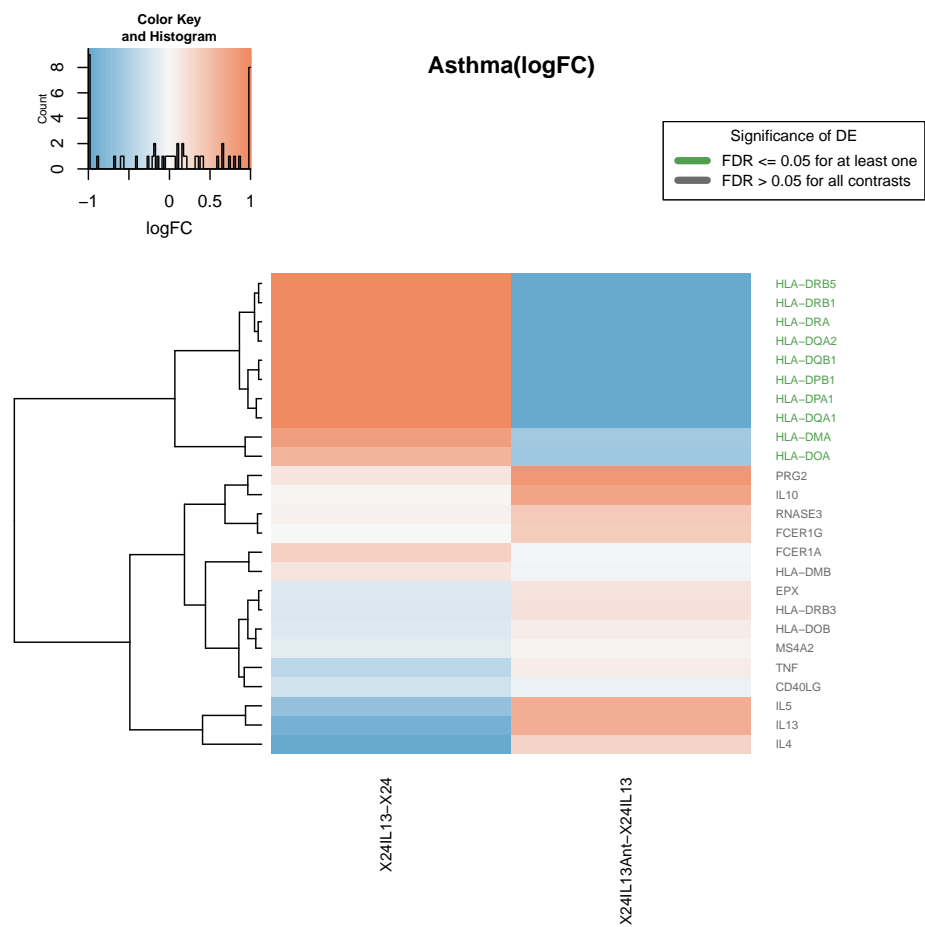 Color Key
and Histogram
Asthma(logFC)
Count
0 2 4 6 8
−1 0 0.5 1
logFC
Significance of DE
FDR <= 0.05 for at least one
FDR > 0.05 for all contrasts
HLA−DRB5
HLA−DRB1
HLA−DRA
HLA−DQA2
HLA−DQB1
HLA−DPB1
HLA−DPA1
HLA−DQA1
HLA−DMA
HLA−DOA
PRG2
IL10
RNASE3
FCER1G
FCER1A
HLA−DMB
EPX
HLA−DRB3
HLA−DOB
MS4A2
TNF
CD40LG
IL5
IL13
IL4
X24IL13−X24
X24IL13Ant−X24IL13